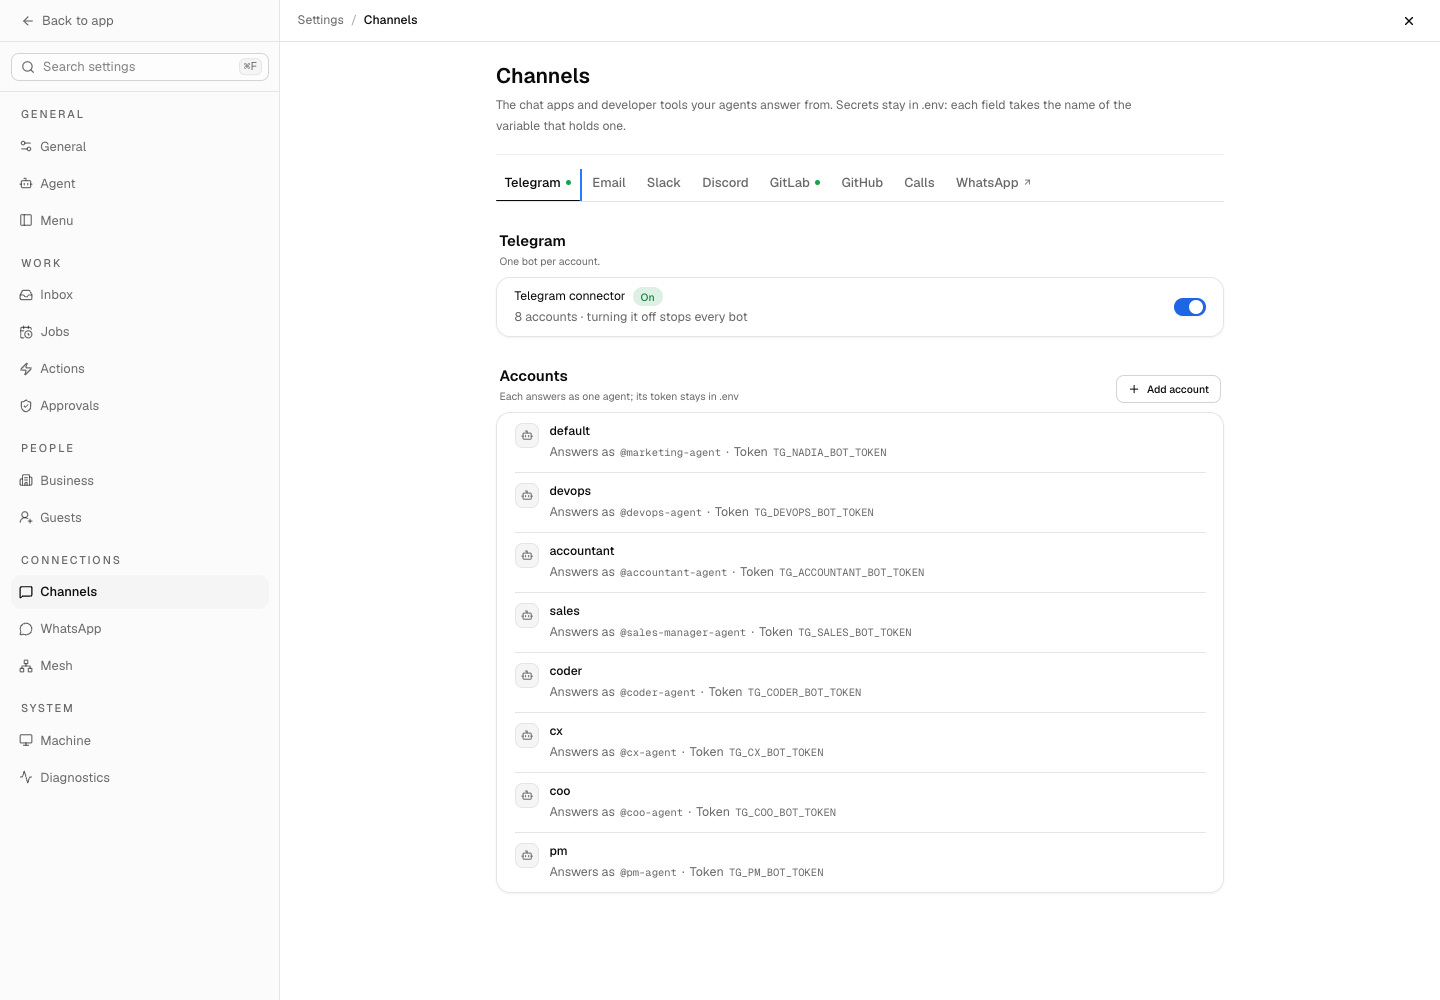 Back to app
Search settings ⌘F
GENERAL
General
Agent
Menu
WORK
Inbox
Jobs
Actions
Approvals
PEOPLE
Business
Guests
CONNECTIONS
Channels
WhatsApp
Mesh
SYSTEM
Machine
Diagnostics
Settings / Channels
Channels
The chat apps and developer tools your agents answer from. Secrets stay in .env: each field takes the name of the
variable that holds one.
Telegram Email Slack Discord GitLab GitHub Calls WhatsApp ↗
Telegram
One bot per account.
Telegram connector On
8 accounts · turning it off stops every bot
Accounts
Each answers as one agent; its token stays in .env
Add account
default
Answers as @marketing-agent · Token TG_NADIA_BOT_TOKEN
devops
Answers as @devops-agent · Token TG_DEVOPS_BOT_TOKEN
accountant
Answers as @accountant-agent · Token TG_ACCOUNTANT_BOT_TOKEN
sales
Answers as @sales-manager-agent · Token TG_SALES_BOT_TOKEN
coder
Answers as @coder-agent · Token TG_CODER_BOT_TOKEN
cx
Answers as @cx-agent · Token TG_CX_BOT_TOKEN
coo
Answers as @coo-agent · Token TG_COO_BOT_TOKEN
pm
Answers as @pm-agent · Token TG_PM_BOT_TOKEN